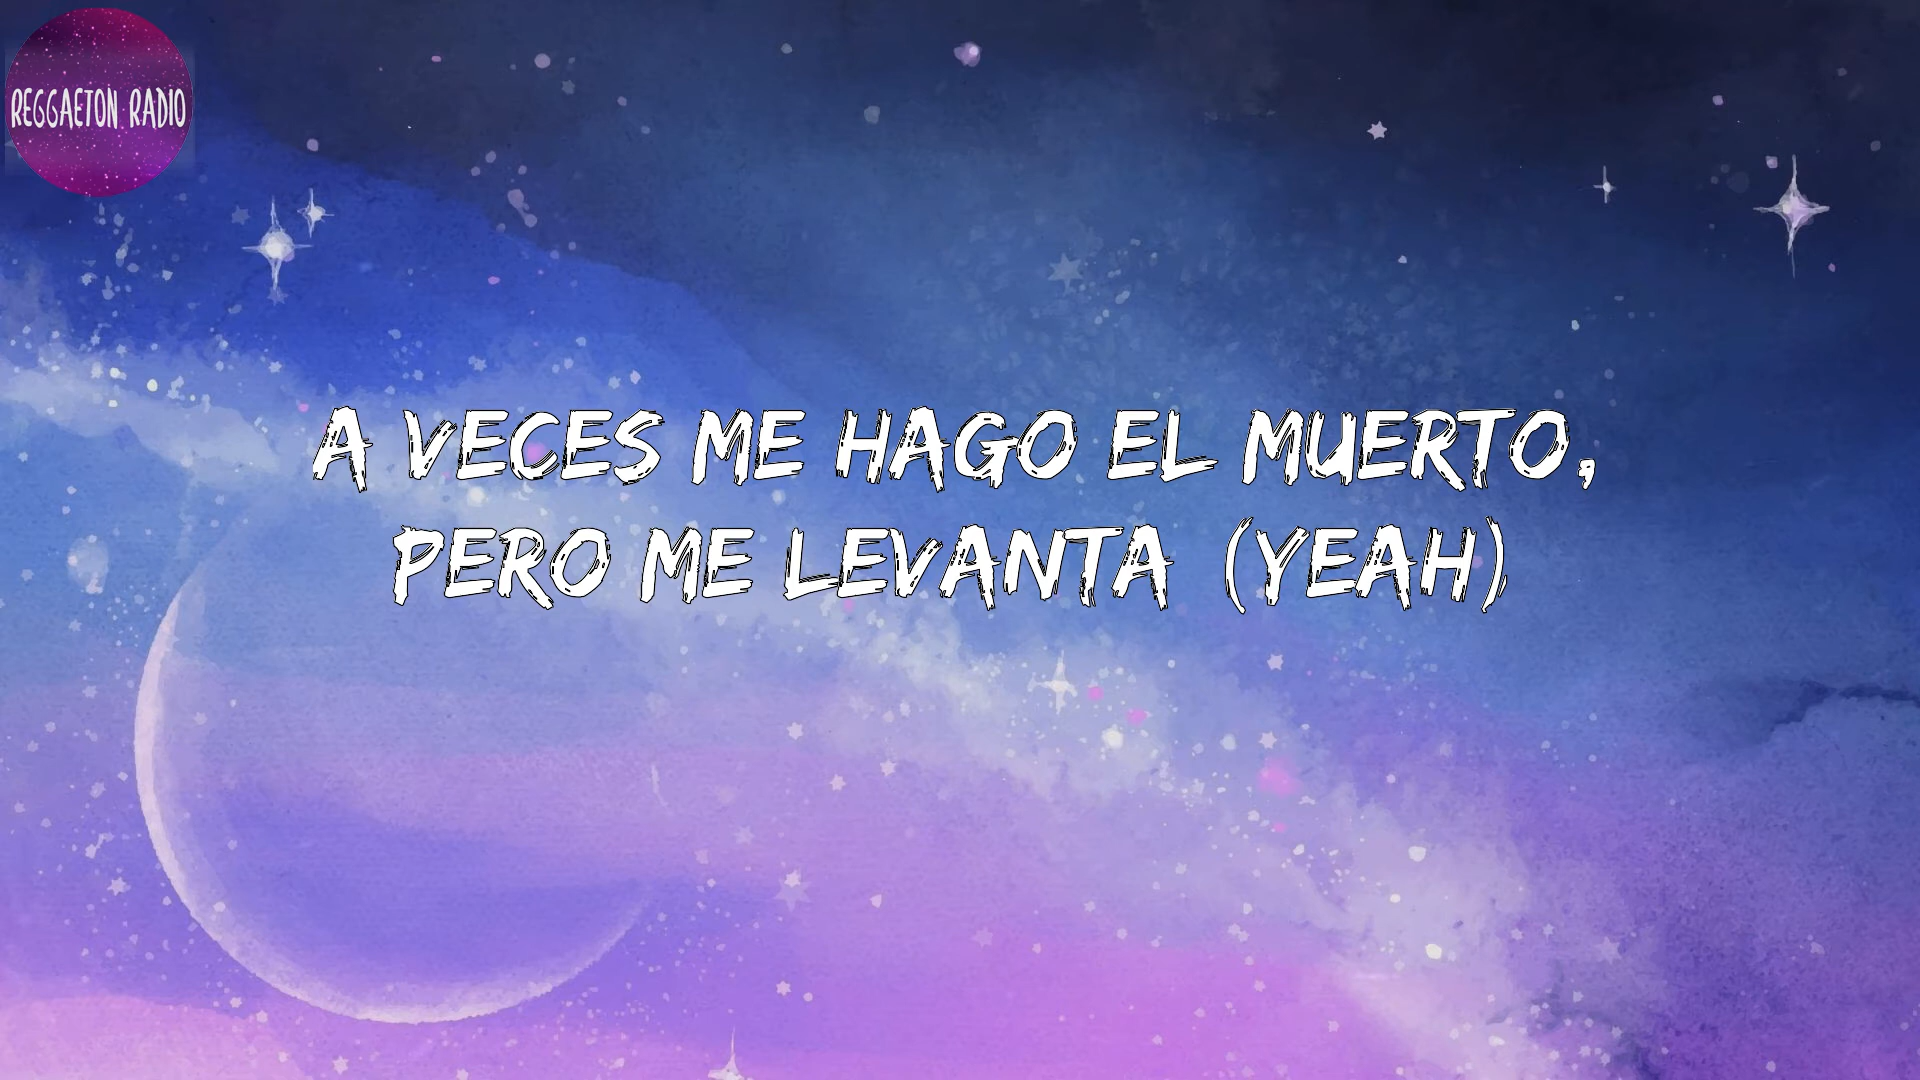 REGGAETON RADIO
A VECES ME HAGO EL MUERTO,
PERO ME LEVANTA (YEAH)